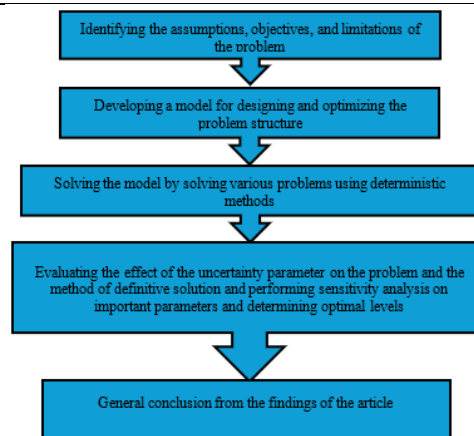 Identifying the assumptions, objectives, and limitations of
the problem
Developing a model for designing and optimizing the
problem structure
Solving the model by solving various problems using deterministic
methods
Evaluating the effect of the uncertainty parameter on the problem and the
method of definitive solution and performing sensitivity analysis on
important parameters and determining optimal levels
General conclusion from the findings of the article